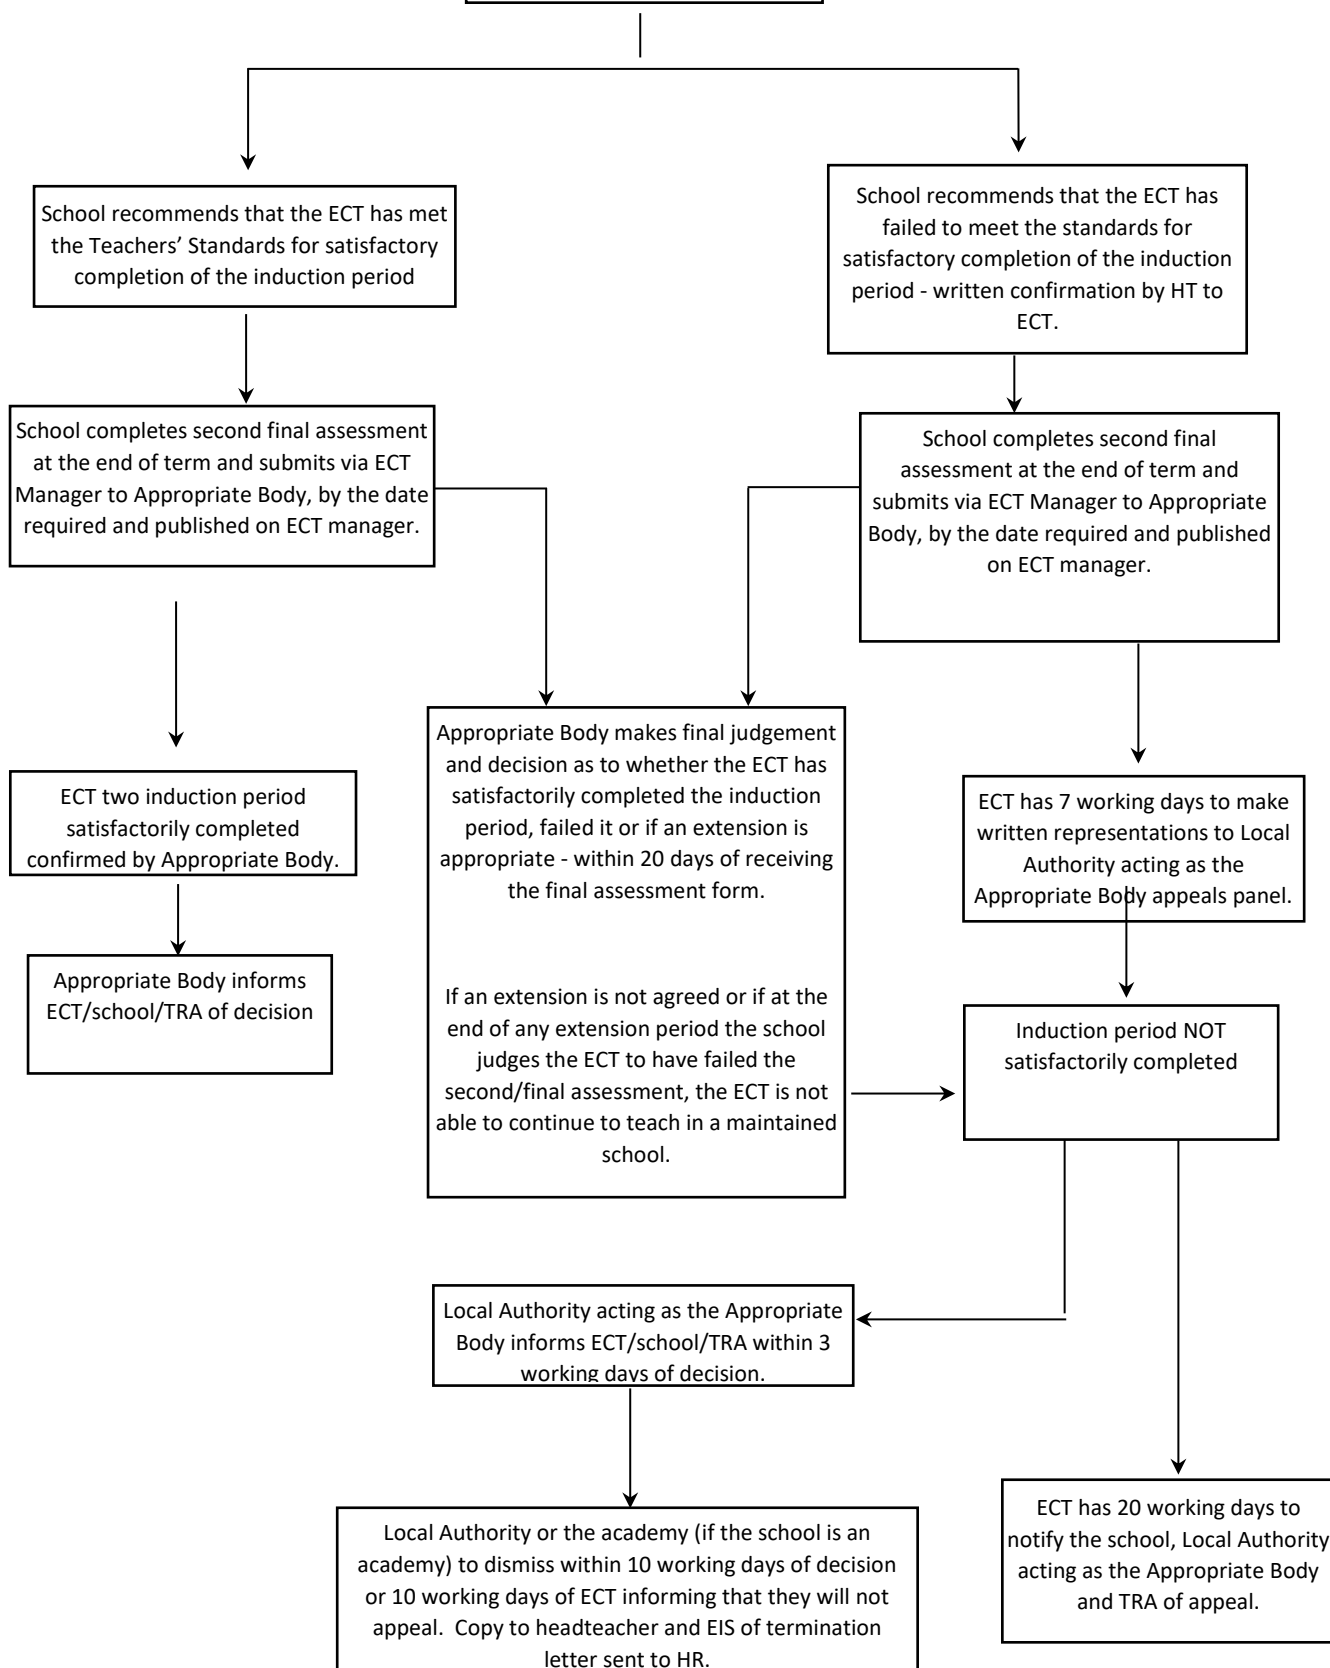 School recommends that the ECT has met
the Teachers’ Standards for satisfactory
completion of the induction period
School recommends that the ECT has
failed to meet the standards for
satisfactory completion of the induction
period - written confirmation by HT to
ECT.
School completes second final assessment
at the end of term and submits via ECT
Manager to Appropriate Body, by the date
required and published on ECT manager.
School completes second final
assessment at the end of term and
submits via ECT Manager to Appropriate
Body, by the date required and published
on ECT manager.
ECT two induction period
satisfactorily completed
confirmed by Appropriate Body.
Appropriate Body makes final judgement
and decision as to whether the ECT has
satisfactorily completed the induction
period, failed it or if an extension is
appropriate - within 20 days of receiving
the final assessment form.
If an extension is not agreed or if at the
end of any extension period the school
judges the ECT to have failed the
second/final assessment, the ECT is not
able to continue to teach in a maintained
school.
ECT has 7 working days to make
written representations to Local
Authority acting as the
Appropriate Body appeals panel.
Appropriate Body informs
ECT/school/TRA of decision
Induction period NOT
satisfactorily completed
Local Authority acting as the Appropriate
Body informs ECT/school/TRA within 3
working days of decision.
Local Authority or the academy (if the school is an
academy) to dismiss within 10 working days of decision
or 10 working days of ECT informing that they will not
appeal.  Copy to headteacher and EIS of termination
letter sent to HR.
ECT has 20 working days to
notify the school, Local Authority
acting as the Appropriate Body
and TRA of appeal.